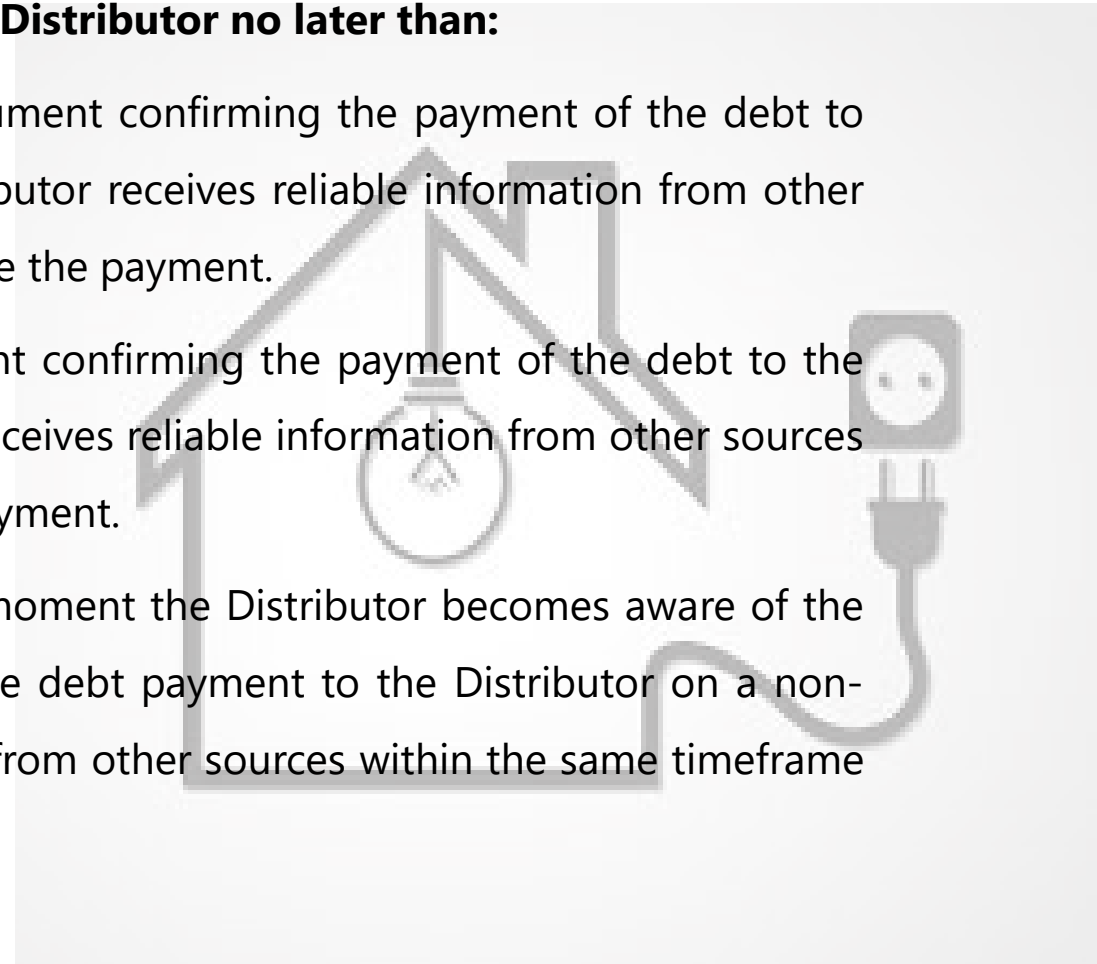 Distributor no later than:
ument confirming the payment of the debt to
butor receives reliable information from other
e the payment.
nt confirming the payment of the debt to the
ceives reliable information from other sources
yment.
moment the Distributor becomes aware of the
e debt payment to the Distributor on a non-
from other sources within the same timeframe